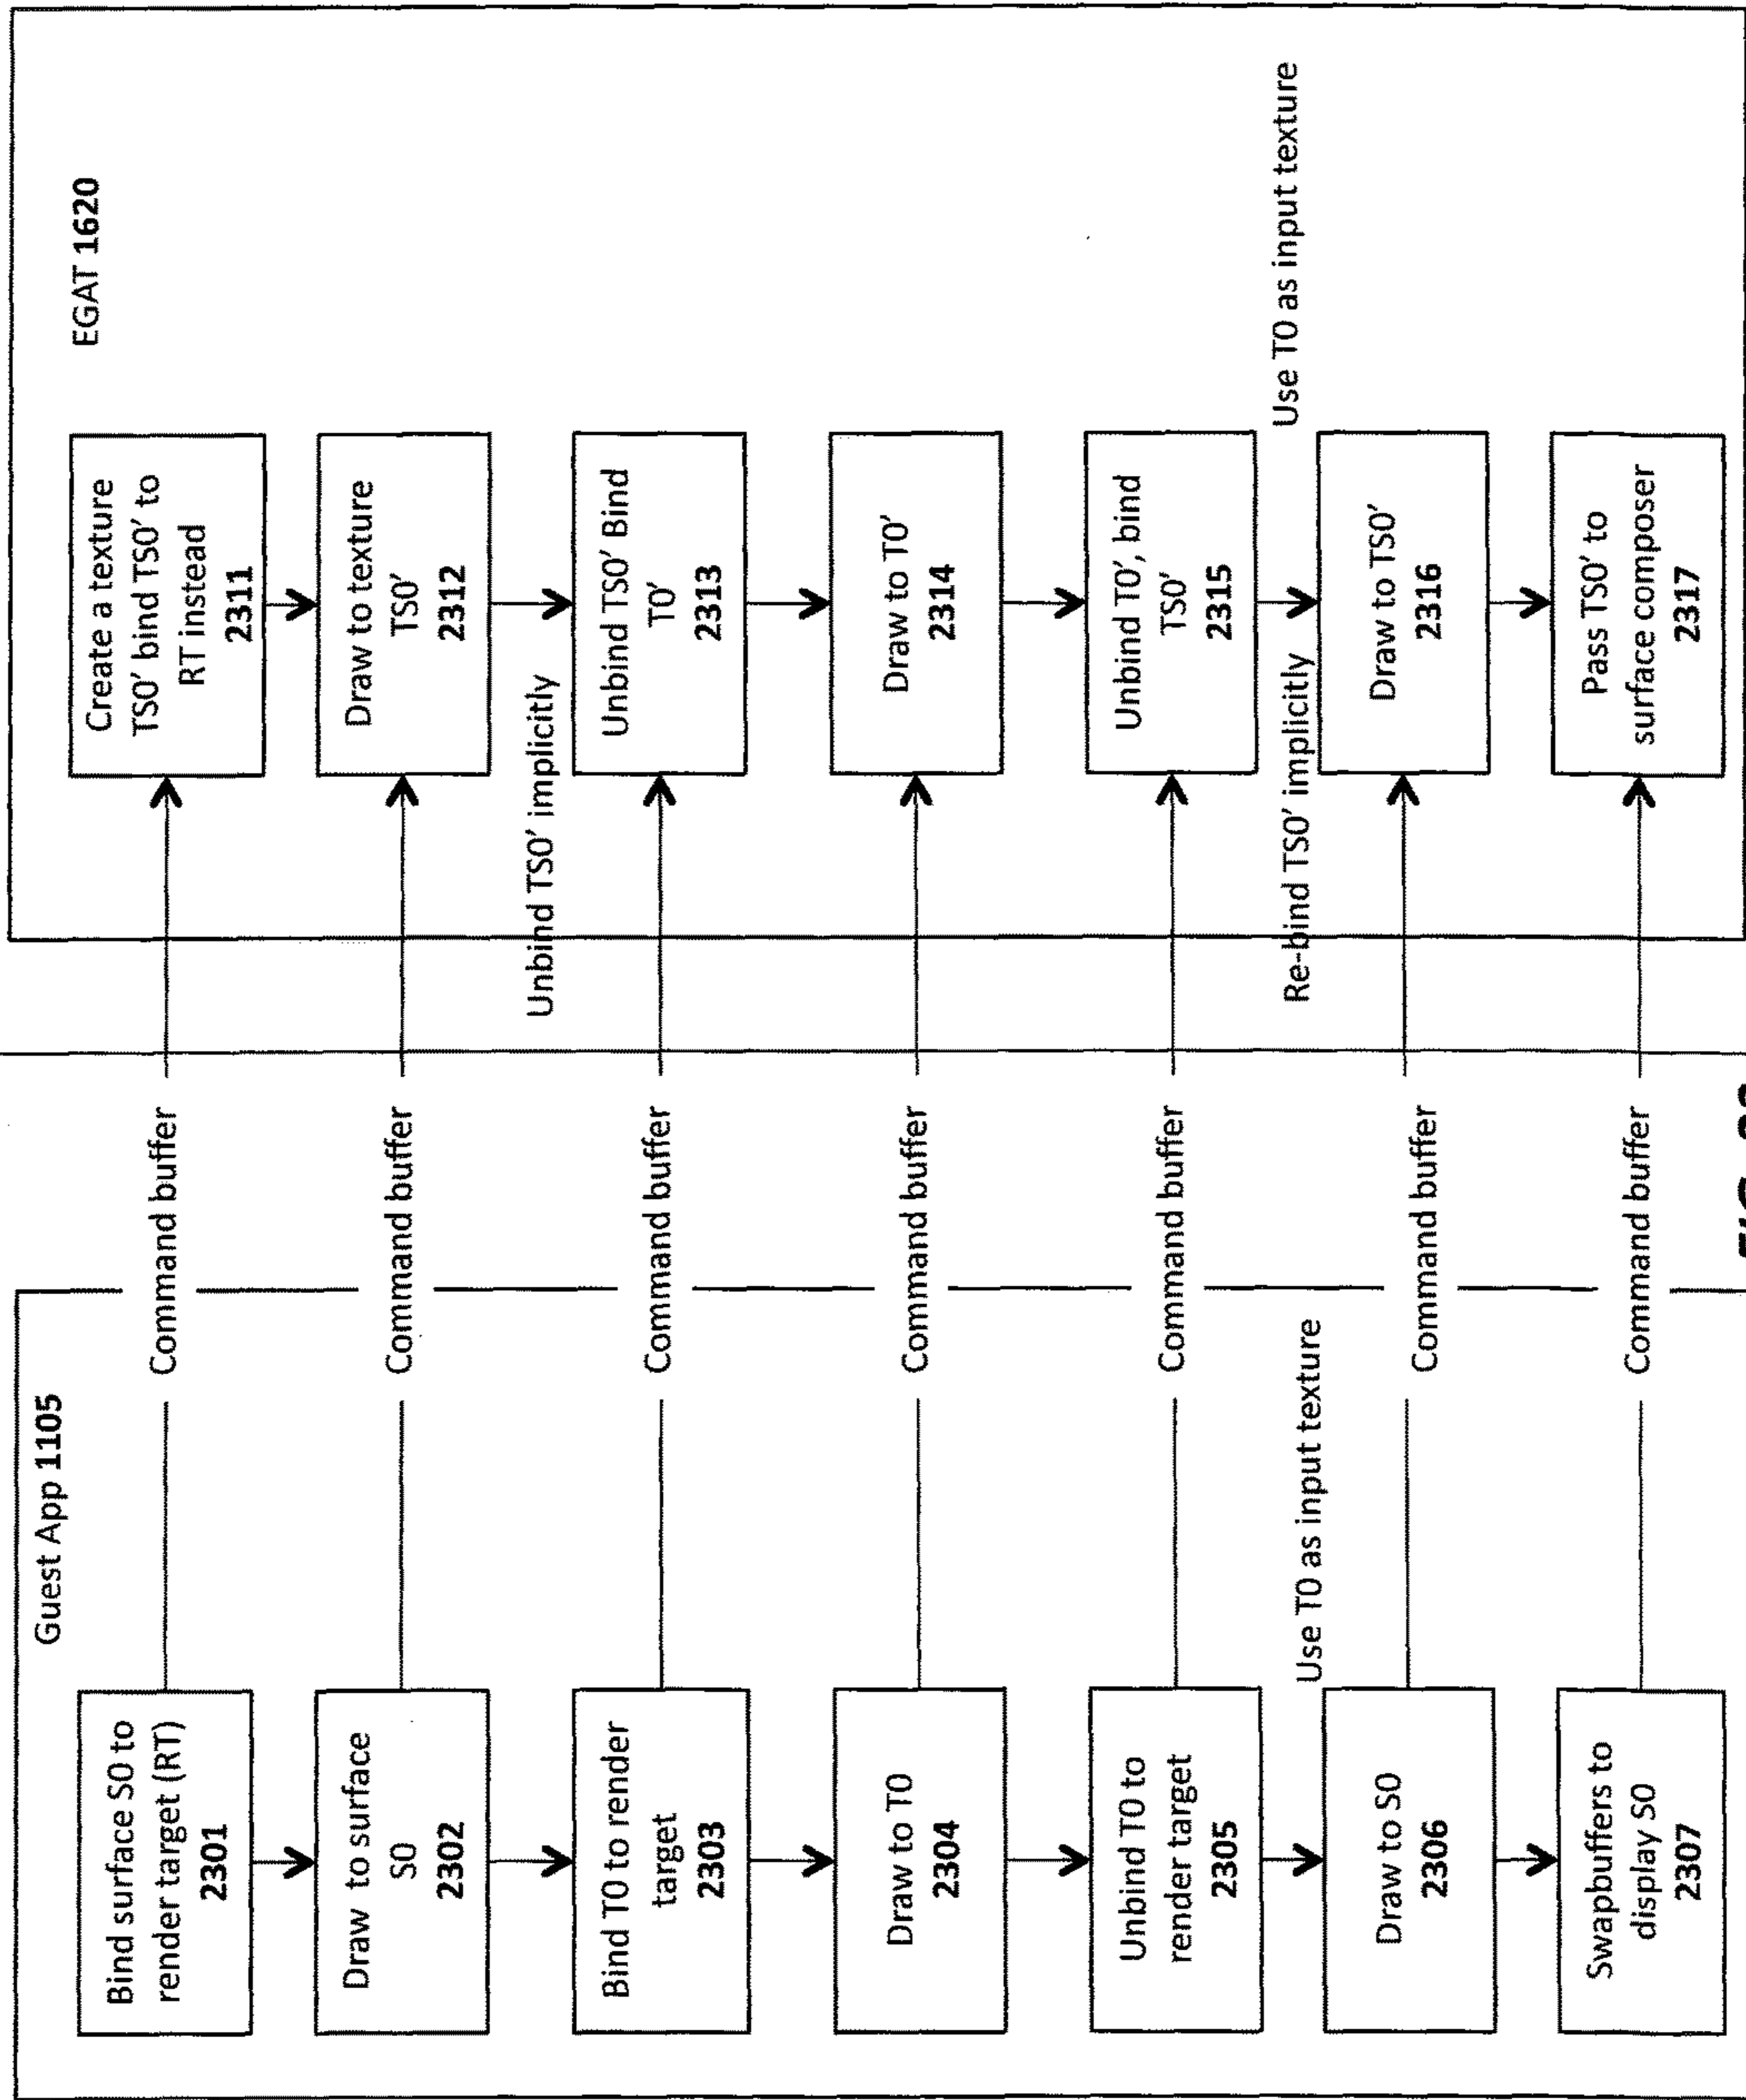 Guest App 1105
Bind surface S0 to
render target (RT)
2301
Draw to surface
S0
2302
Bind T0 to render
target
2303
Draw to T0
2304
Unbind T0 to
render target
2305
Use T0 as input texture
Draw to S0
2306
Swapbuffers to
display S0
2307
Command buffer
Command buffer
Command buffer
Command buffer
Command buffer
Command buffer
Command buffer
EGAT 1620
Create a texture
TS0' bind TS0' to
RT instead
2311
Draw to texture
TS0'
2312
Unbind TS0' implicitly
Unbind TS0' Bind
T0'
2313
Draw to T0'
2314
Unbind T0', bind
TS0'
2315
Re-bind TS0' implicitly
Use T0 as input texture
Draw to TS0'
2316
Pass TS0' to
surface composer
2317